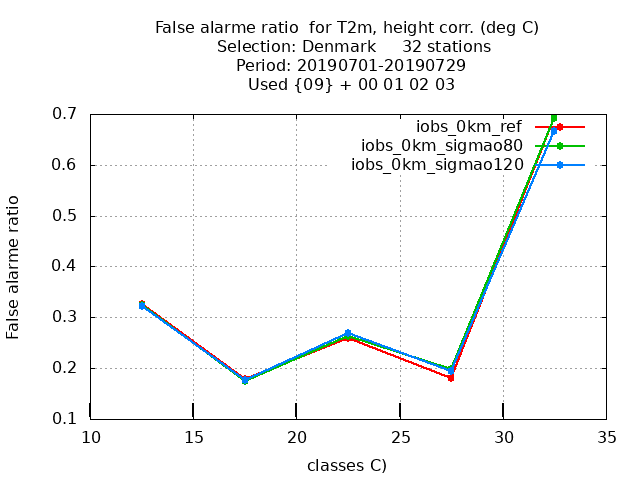 False alarme ratio  for T2m, height corr. (deg C)
Selection: Denmark     32 stations
Period: 20190701-20190729
Used {09} + 00 01 02 03
iobs_0km_ref
iobs_0km_sigmao80
iobs_0km_sigmao120
False alarme ratio
0.7
0.6
0.5
0.4
0.3
0.2
0.1
10 15 20 25 30 35
classes C)